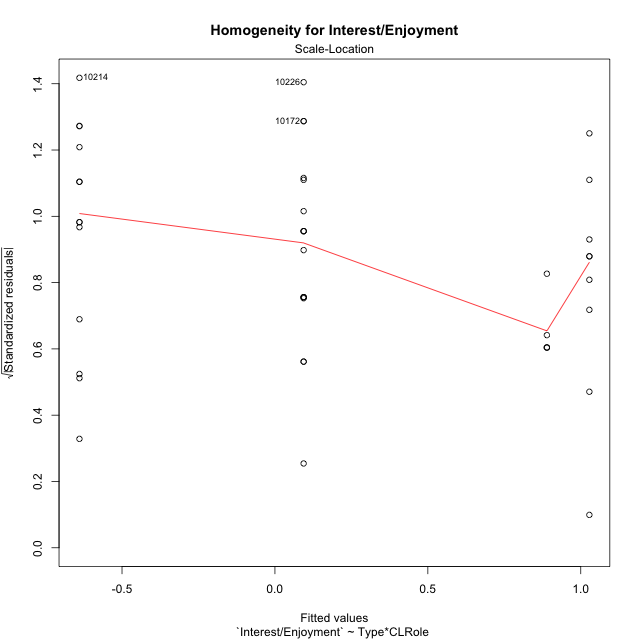 Homogeneity for Interest/Enjoyment
Scale-Location
10214
10226
10172
1.4
1.2
1.0
0.8
0.6
0.4
0.2
0.0
√|Standardized residuals|
-0.5 0.0 0.5 1.0
Fitted values
`Interest/Enjoyment` ~ Type*CLRole